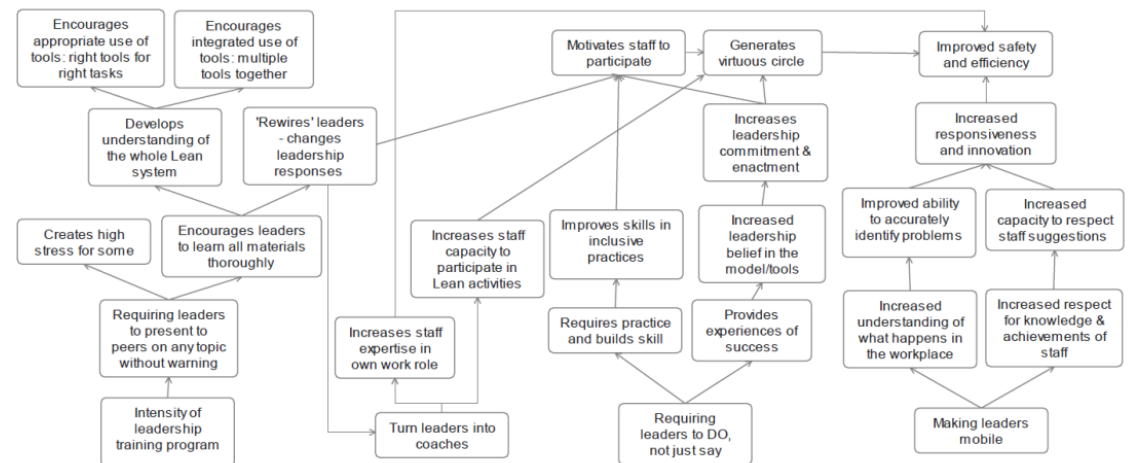 Encourages
appropriate use of
tools: right tools for
right tasks
Encourages
integrated use of
tools: multiple
tools together
Motivates staff to
participate
Generates
virtuous circle
Improved safety
and efficiency
Develops
understanding of
the whole Lean
system
'Rewires' leaders
- changes
leadership
responses
Increases
leadership
commitment &
enactment
Increased
responsiveness
and innovation
Creates high
stress for some
Encourages leaders
to learn all materials
thoroughly
Increases staff
capacity to
participate in
Lean activities
Improves skills in
inclusive
practices
Increased
leadership
belief in the
model/tools
Improved ability
to accurately
identify problems
Increased
capacity to respect
staff suggestions
Requiring leaders
to present to
peers on any topic
without warning
Increases staff
expertise in
own work role
Requires practice
and builds skill
Provides
experiences of
success
Increased
understanding of
what happens in
the workplace
Increased respect
for knowledge &
achievements of
staff
Intensity of
leadership
training program
Turn leaders into
coaches
Requiring
leaders to DO,
not just say
Making leaders
mobile